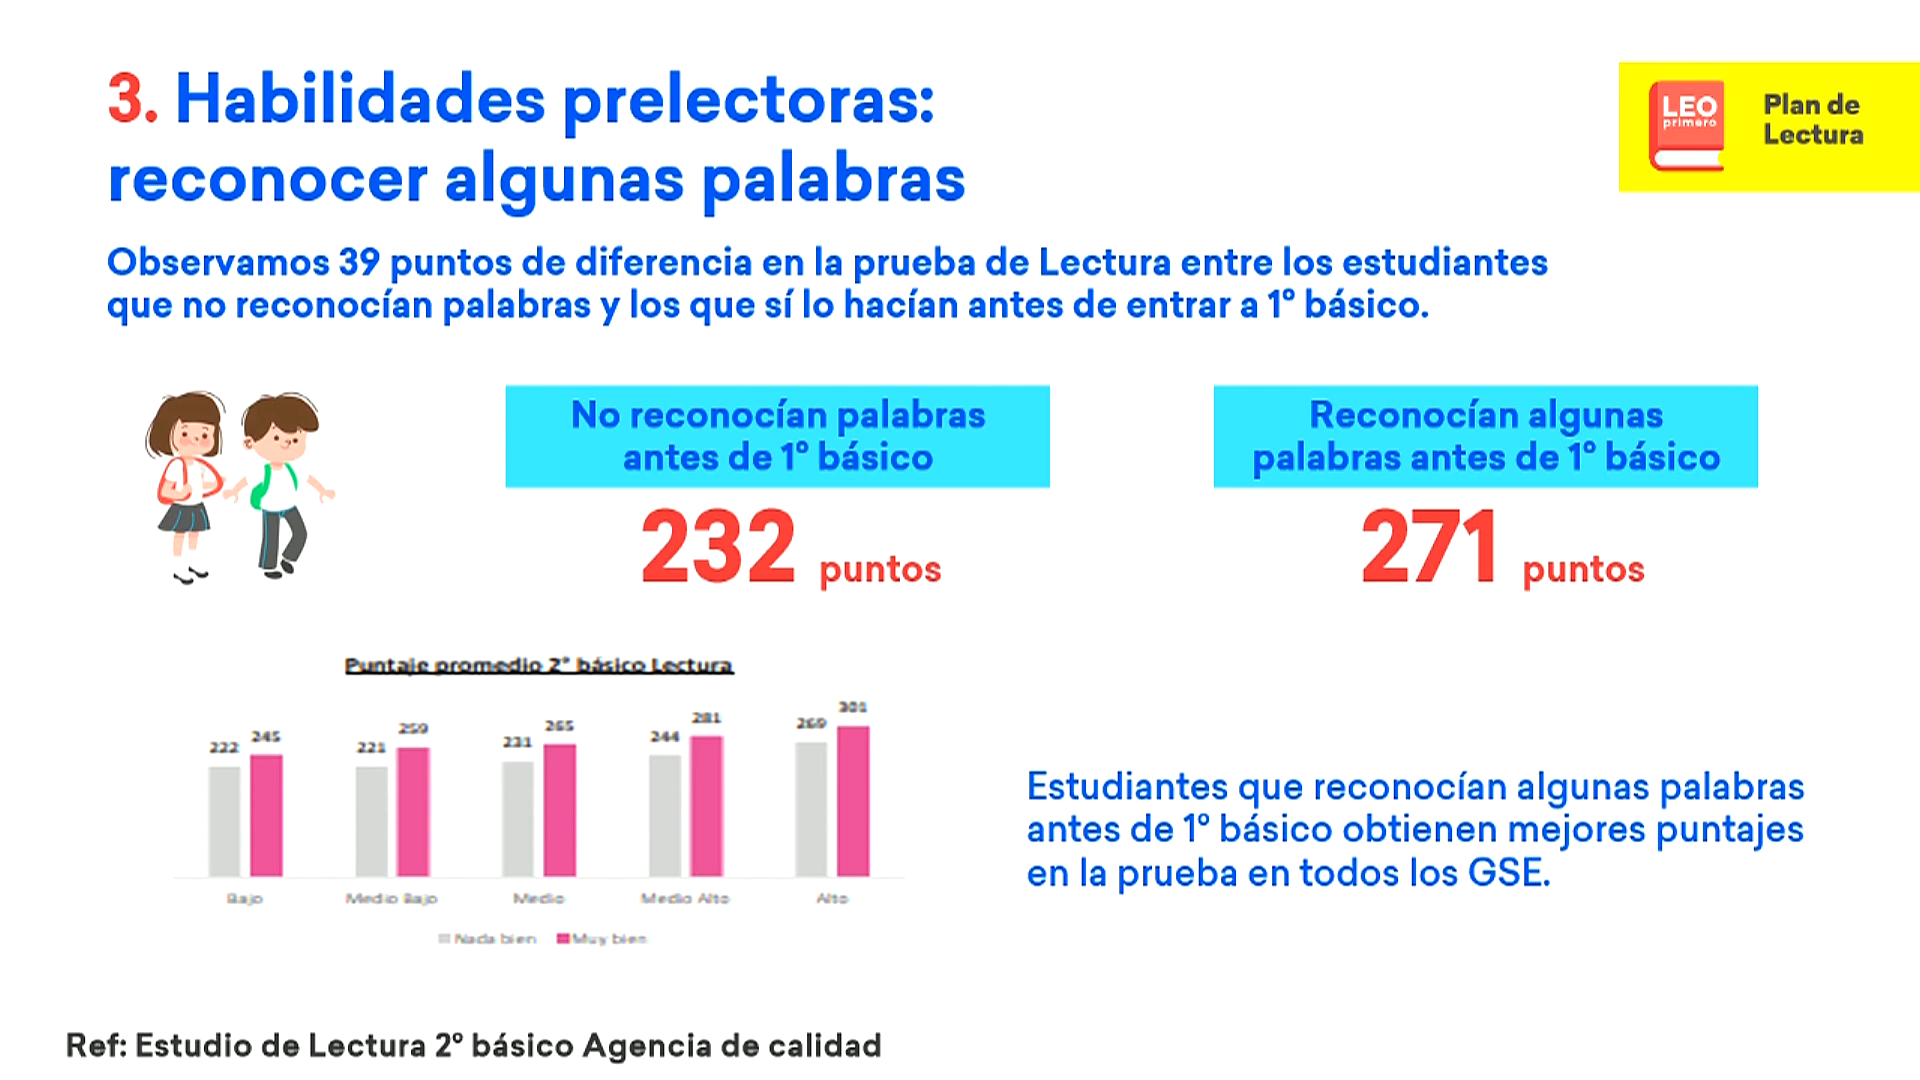 3. Habilidades prelectoras:
reconocer algunas palabras
LEO
primero
Plan de
Lectura
Observamos 39 puntos de diferencia en la prueba de Lectura entre los estudiantes
que no reconocían palabras y los que sí lo hacían antes de entrar a 1° básico.
No reconocían palabras
antes de 1° básico
Reconocían algunas
palabras antes de 1° básico
232 puntos
271 puntos
Puntaje promedio 2° básico Lectura
222 245 221 259 231 265 244 281 269 301
Bajo Medio Bajo Medio Medio Alto Alto
Nada bien Muy bien
Estudiantes que reconocían algunas palabras
antes de 1° básico obtienen mejores puntajes
en la prueba en todos los GSE.
Ref: Estudio de Lectura 2° básico Agencia de calidad